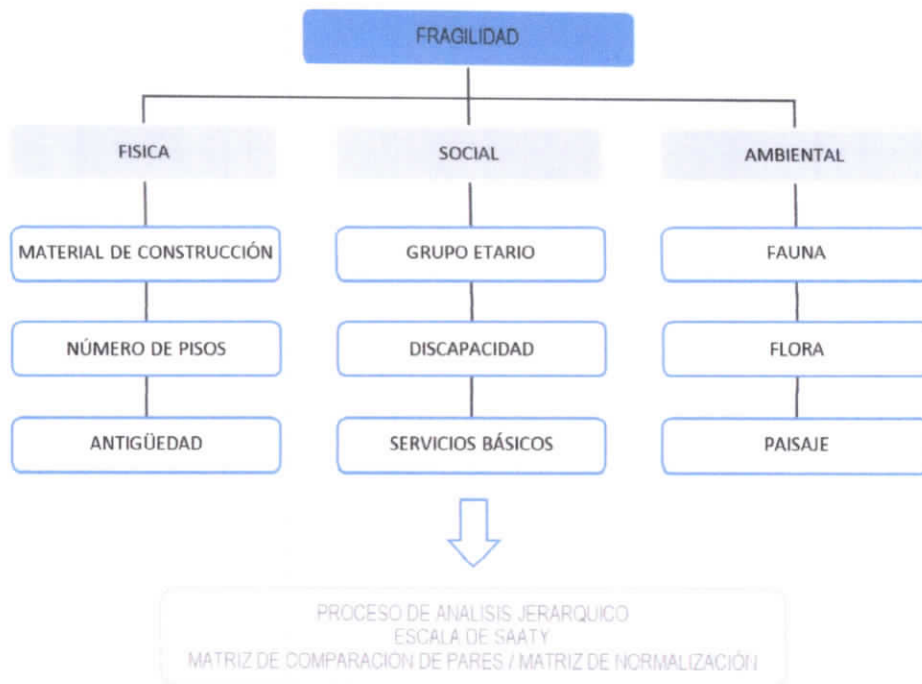 FRAGILIDAD
FISICA
SOCIAL
AMBIENTAL
MATERIAL DE CONSTRUCCIÓN
GRUPO ETARIO
FAUNA
NÚMERO DE PISOS
DISCAPACIDAD
FLORA
ANTIGÜEDAD
SERVICIOS BÁSICOS
PAISAJE
PROCESO DE ANALISIS JERARQUICO
ESCALA DE SAATY
MATRIZ DE COMPARACION DE PARES / MATRIZ DE NORMALIZACIÓN